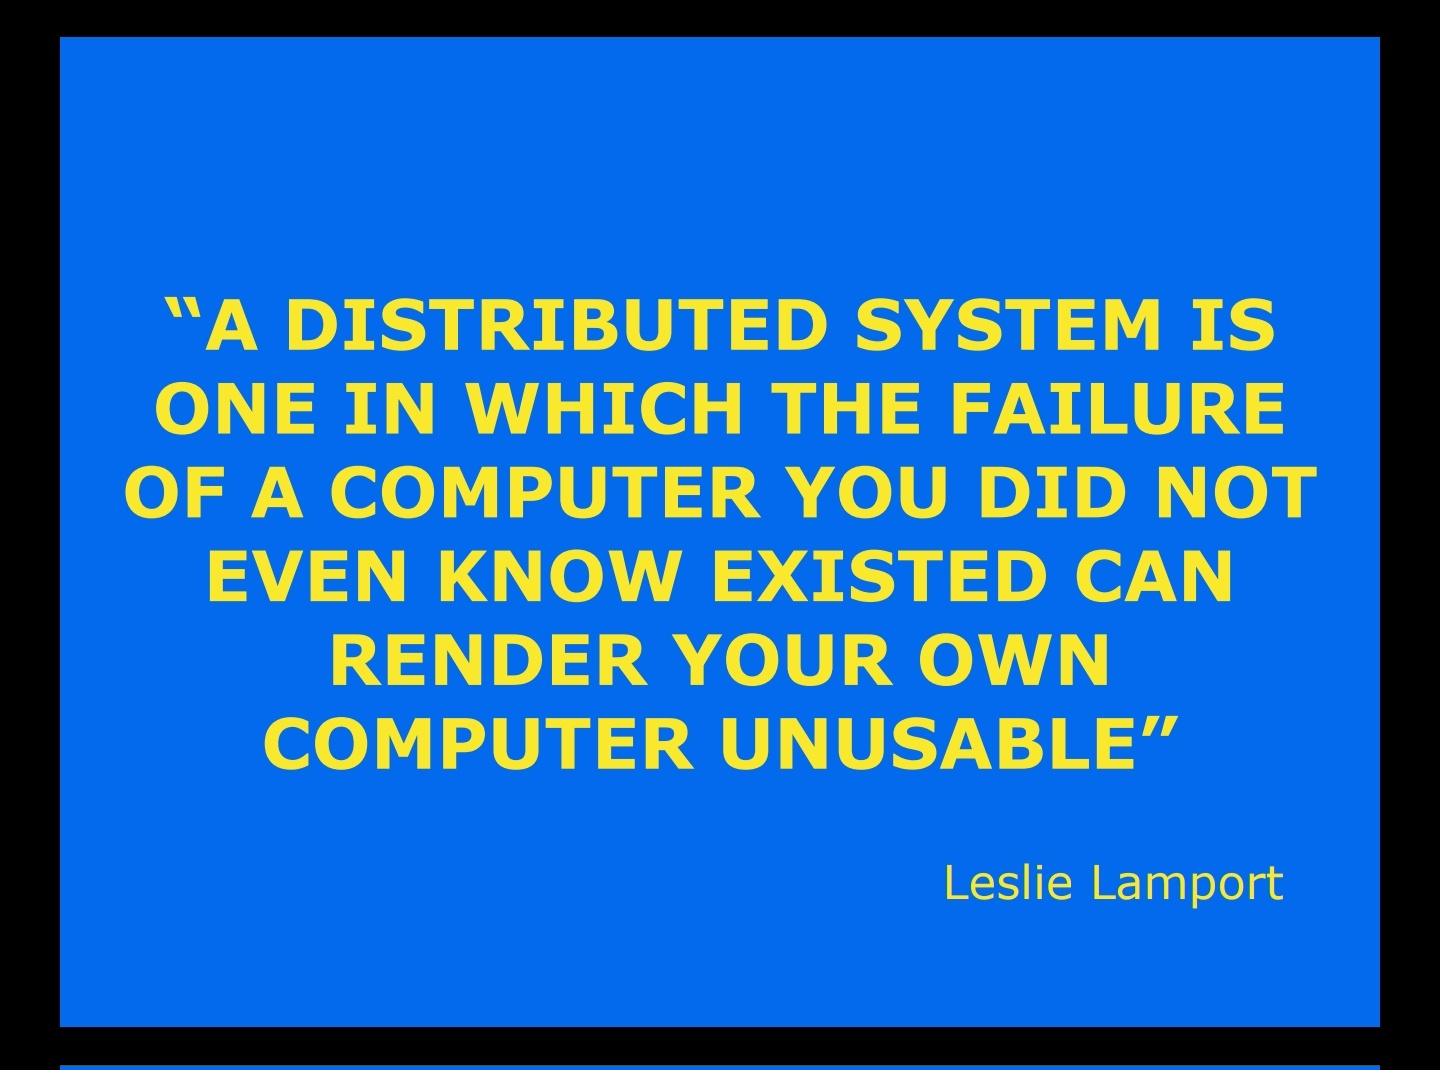 “A DISTRIBUTED SYSTEM IS
ONE IN WHICH THE FAILURE
OF A COMPUTER YOU DID NOT
EVEN KNOW EXISTED CAN
RENDER YOUR OWN
COMPUTER UNUSABLE”
Leslie Lamport